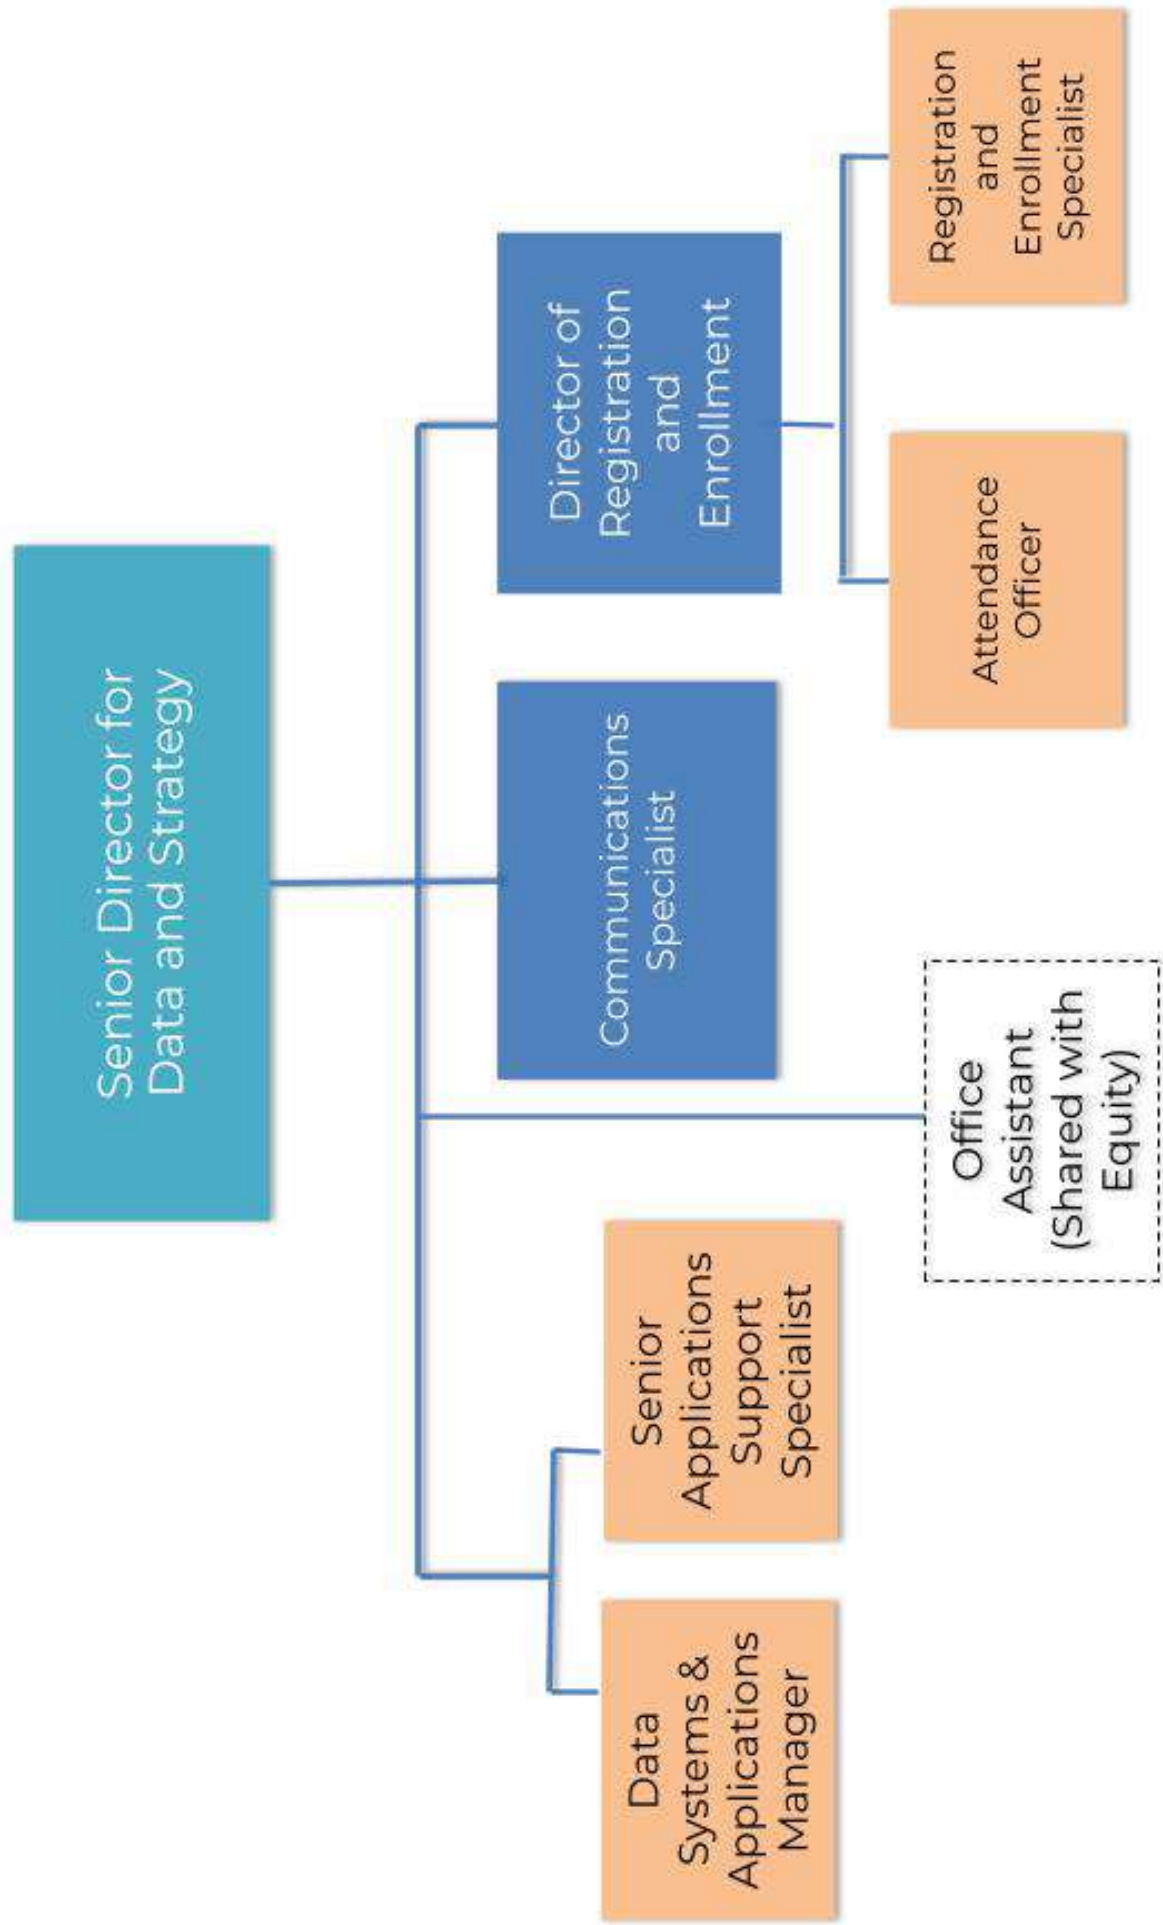 Senior Director for
Data and Strategy
Data
Systems &
Applications
Manager
Senior
Applications
Support
Specialist
Office
Assistant
(Shared with
Equity)
Communications
Specialist
Director of
Registration
and
Enrollment
Attendance
Officer
Registration
and
Enrollment
Specialist